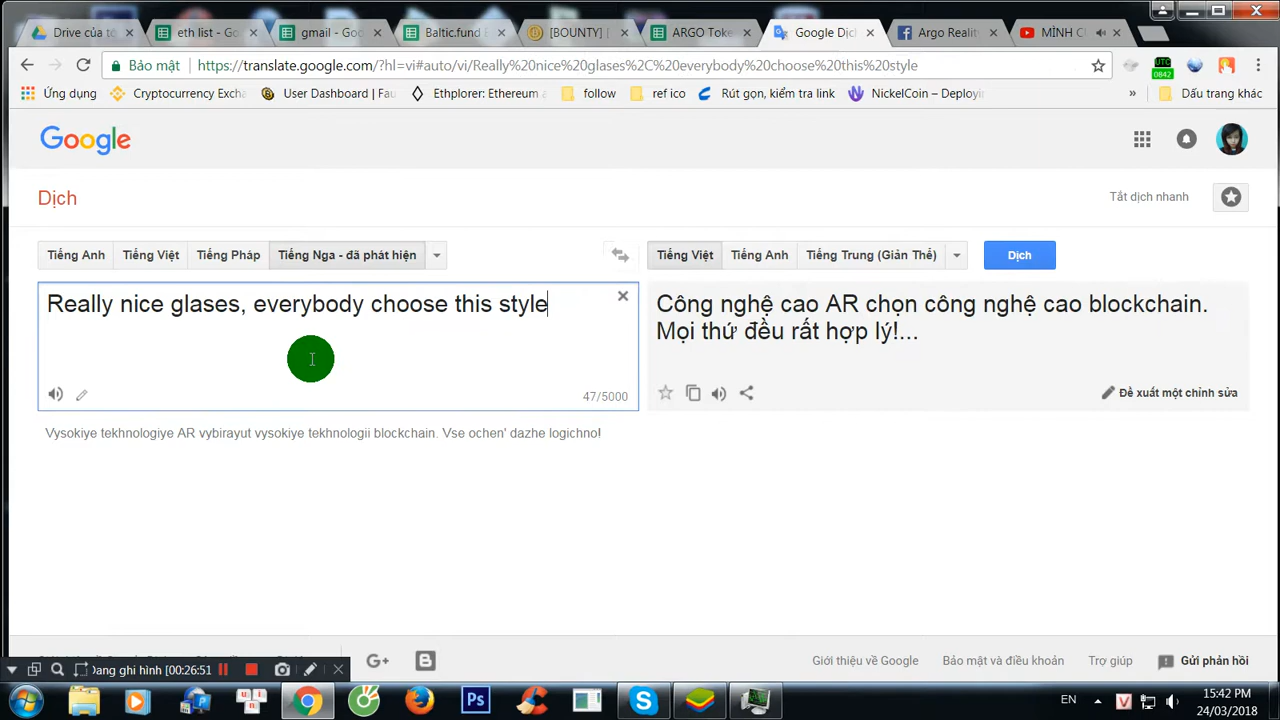 Drive của tô
eth list - Goo
gmail - Goo
Baltic.fund B
[BOUNTY] [
ARGO Toke
Google Dịch
Argo Reality
MÌNH C
Bảo mật
https://translate.google.com/?hl=vi#auto/vi/Really%20nice%20glases%2C%20everybody%20choose%20this%20style
UTC
0842
Ứng dụng
Cryptocurrency Excha
User Dashboard | Fau
Ethplorer: Ethereum a
follow
ref ico
Rút gọn, kiểm tra link
NickelCoin – Deployin
»
Dấu trang khác
Google
Dịch
Tắt dịch nhanh
Tiếng Anh
Tiếng Việt
Tiếng Pháp
Tiếng Nga - đã phát hiện
Tiếng Việt
Tiếng Anh
Tiếng Trung (Giản Thể)
Dịch
Really nice glases, everybody choose this style
47/5000
Công nghệ cao AR chọn công nghệ cao blockchain.
Mọi thứ đều rất hợp lý!...
Đề xuất một chỉnh sửa
Vysokiye tekhnologiye AR vybirayut vysokiye tekhnologii blockchain. Vse ochen' dazhe logichno!
G+
Giới thiệu về Google
Bảo mật và điều khoản
Trợ giúp
Gửi phản hồi
Đang ghi hình [00:26:51
Ps
EN
V
15:42 PM
24/03/2018